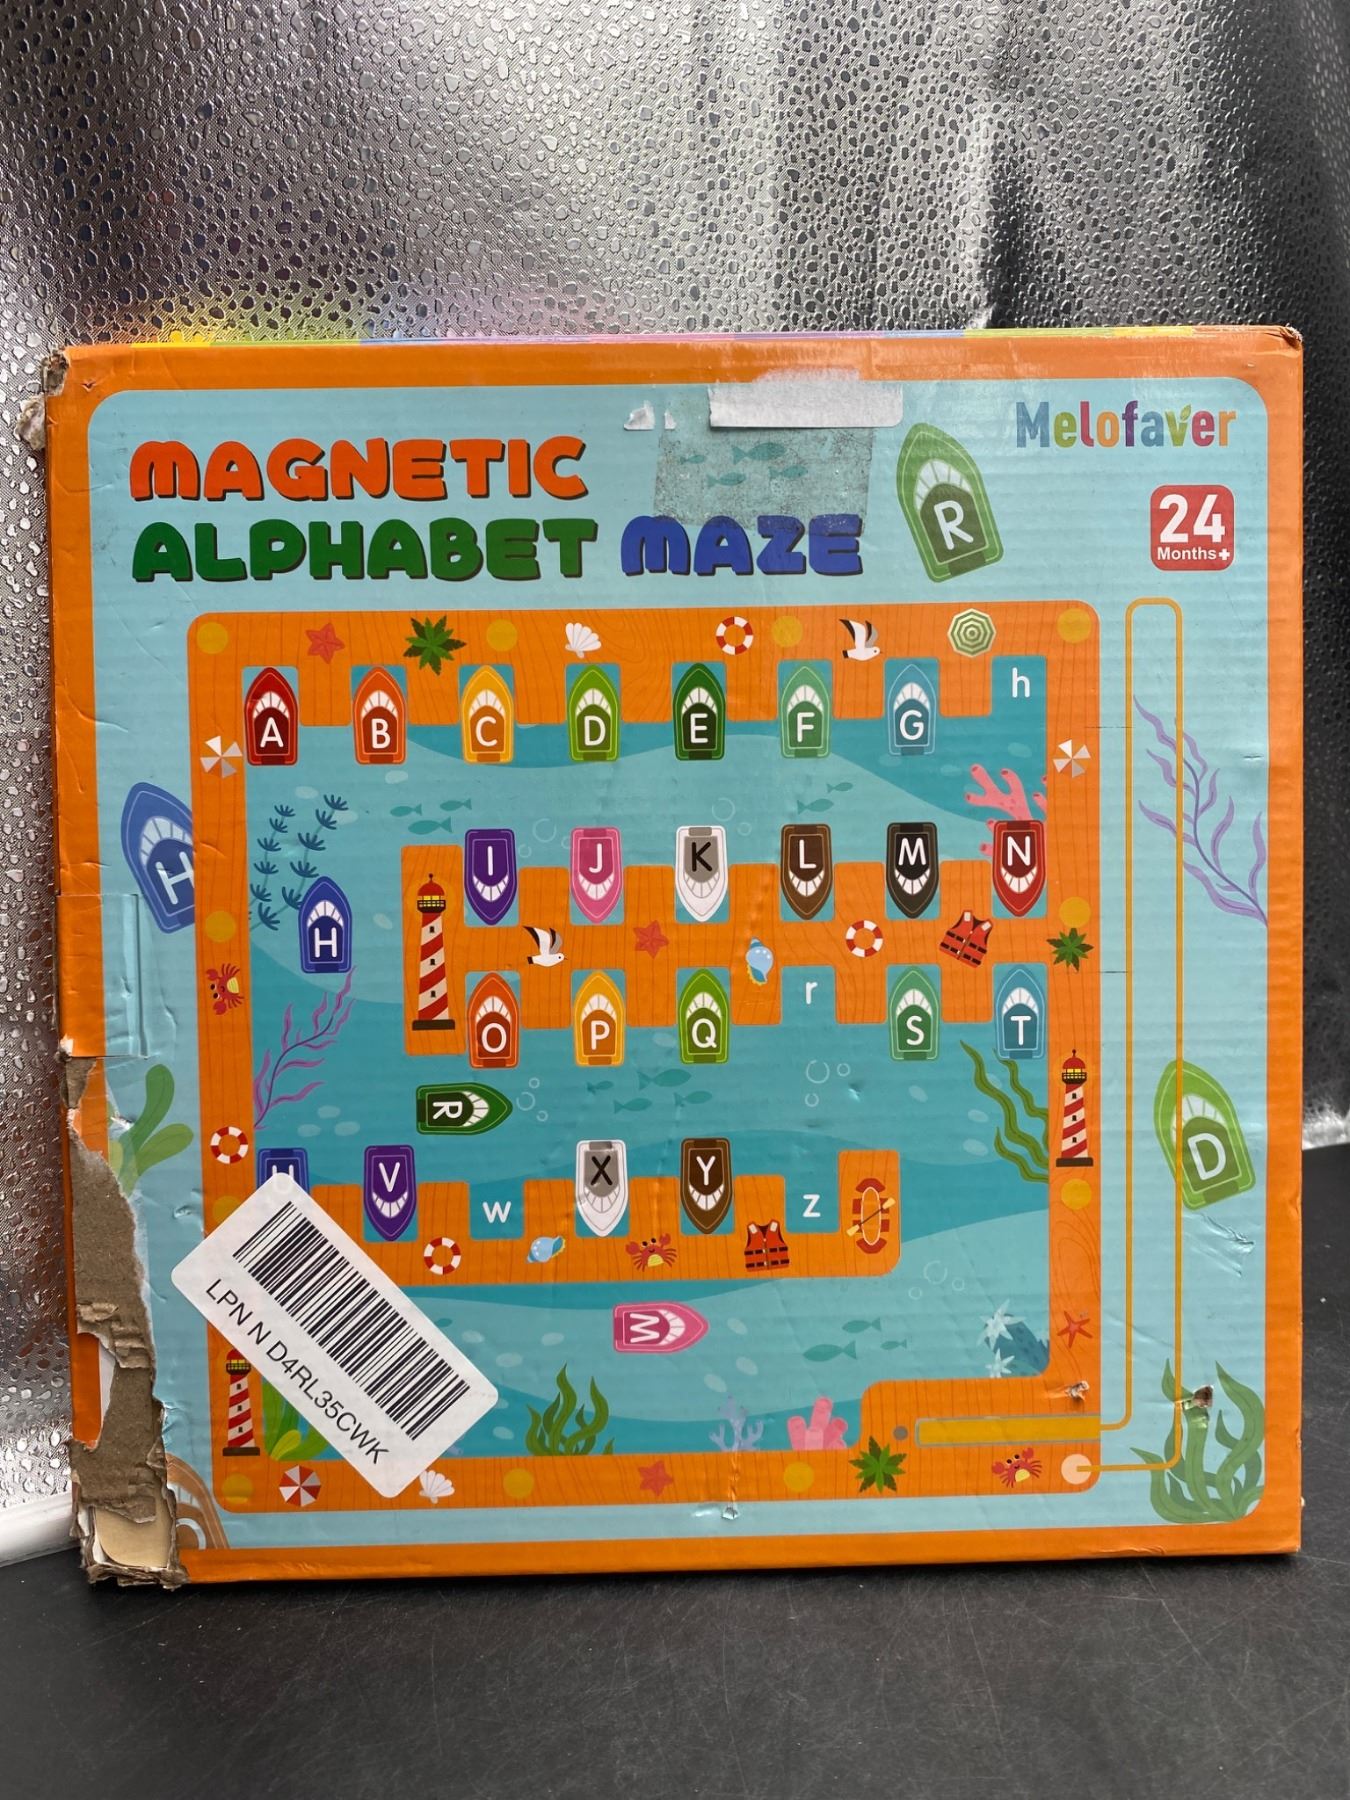 Melofaver
MAGNETIC
ALPHABET MAZE
24
Months+
R
h
A B C D E F G
H
I J K L M N
H
r
O P Q S T
R
D
V X Y
w z
M
LPN N D4RL35CWK